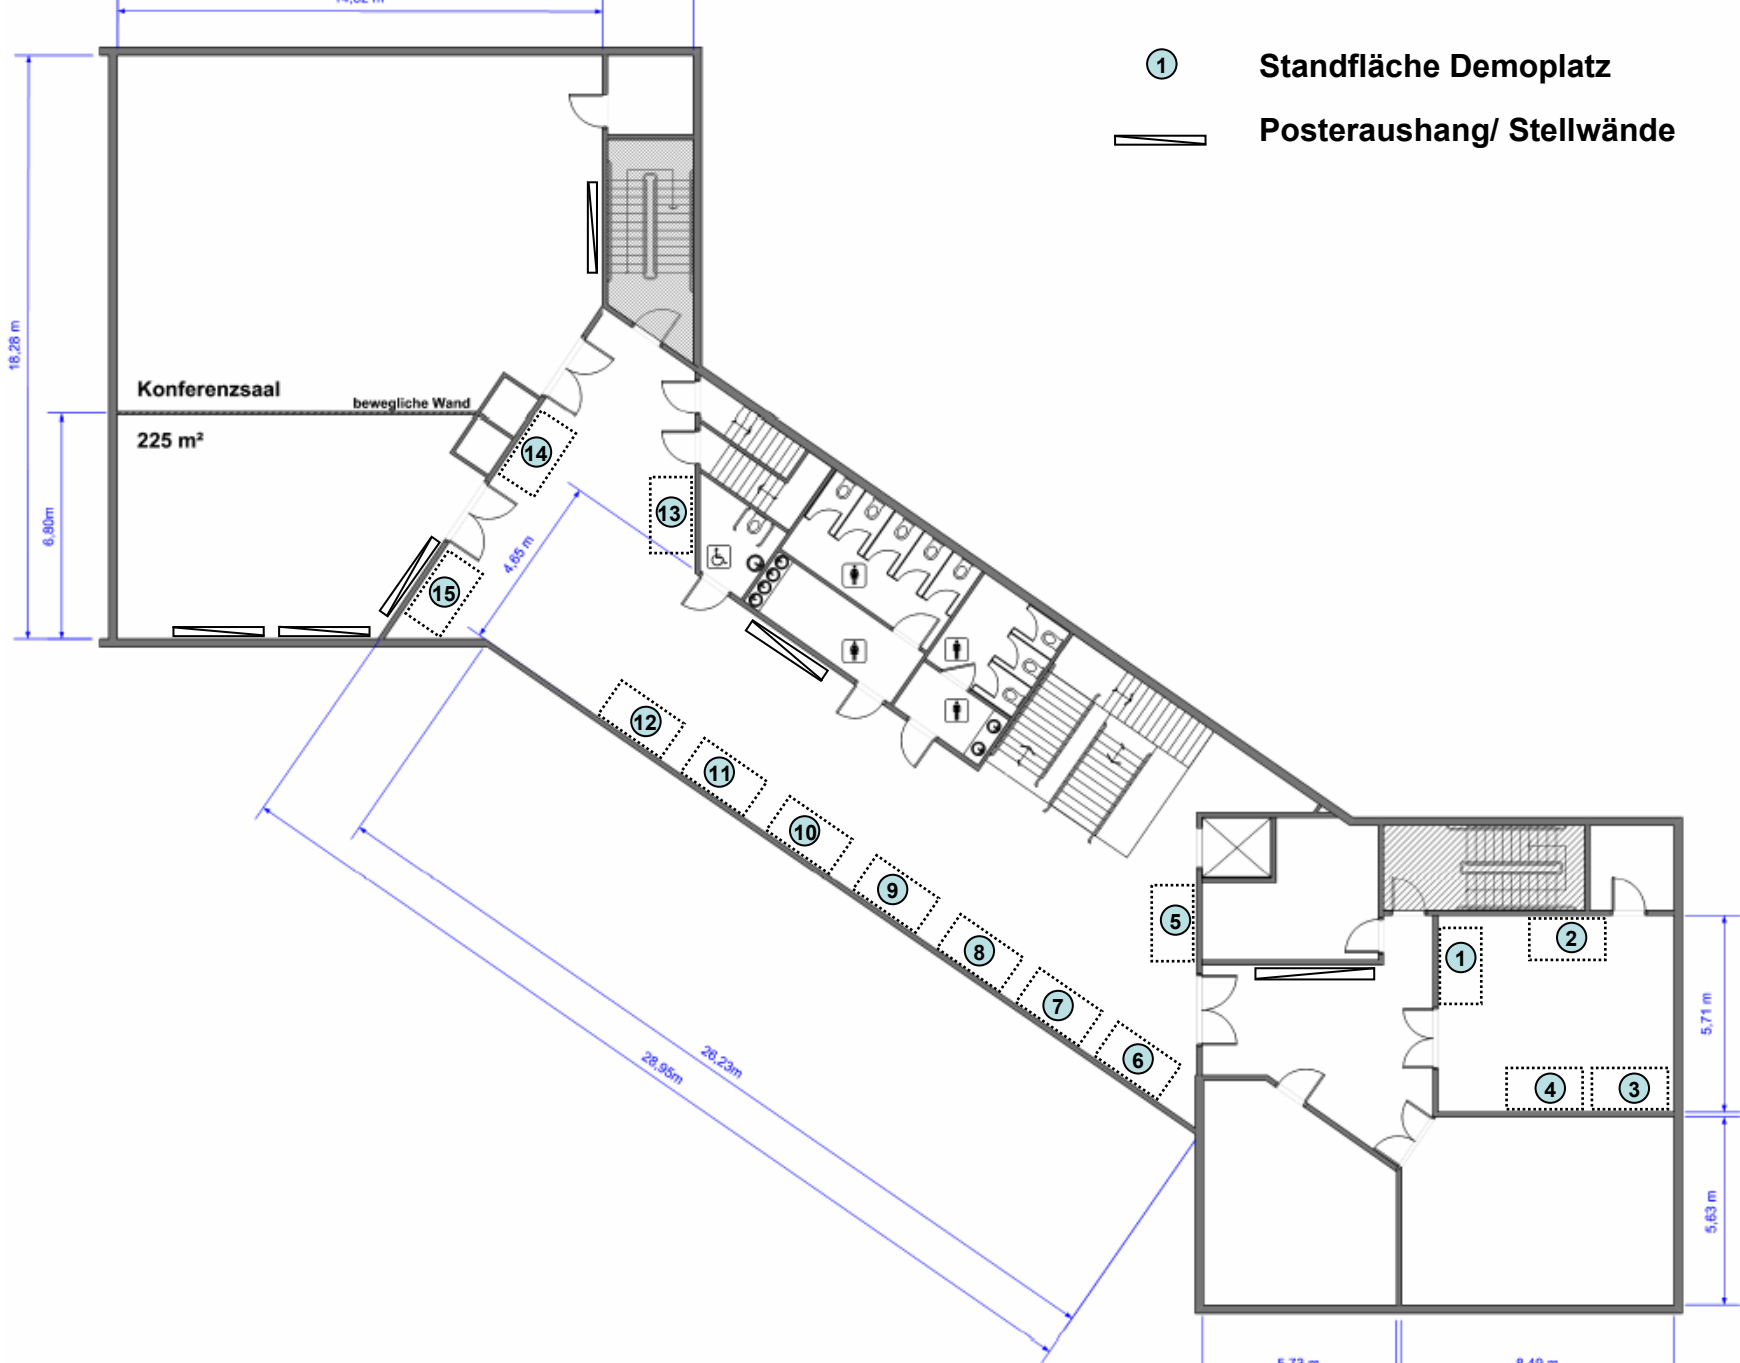 1 Standfläche Demoplatz
Posteraushang/ Stellwände
18,28 m
Konferenzsaal
bewegliche Wand
225 m²
6,80m
14
13
4,65 m
15
12
11
10
9
8
7
6
5
1
2
4
3
5,71 m
5,63 m
26,23m
28,95m